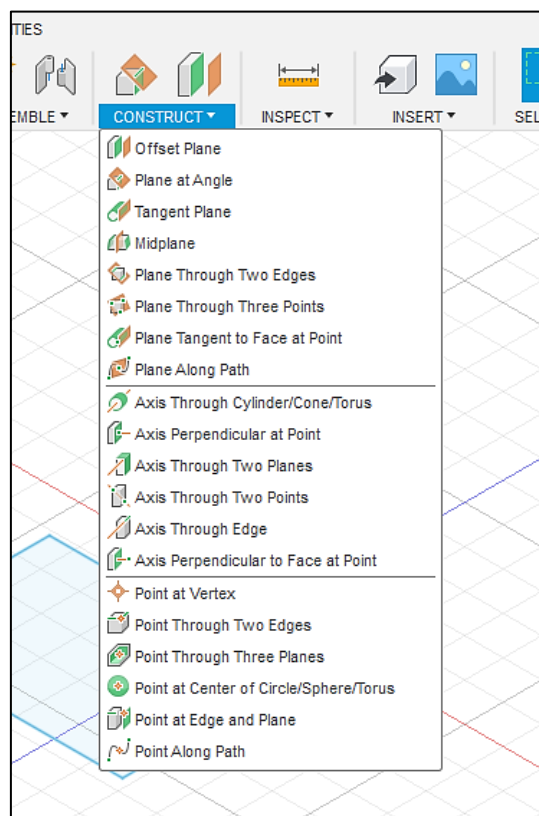 TIES
EMBLE
CONSTRUCT
INSPECT
INSERT
SEL
Offset Plane
Plane at Angle
Tangent Plane
Midplane
Plane Through Two Edges
Plane Through Three Points
Plane Tangent to Face at Point
Plane Along Path
Axis Through Cylinder/Cone/Torus
Axis Perpendicular at Point
Axis Through Two Planes
Axis Through Two Points
Axis Through Edge
Axis Perpendicular to Face at Point
Point at Vertex
Point Through Two Edges
Point Through Three Planes
Point at Center of Circle/Sphere/Torus
Point at Edge and Plane
Point Along Path